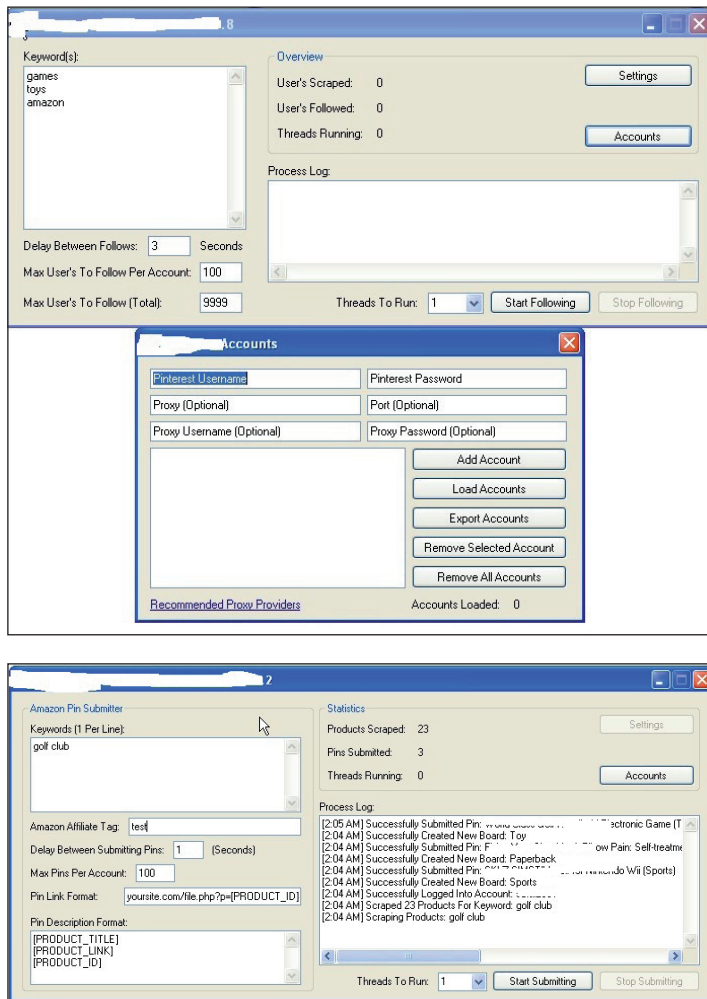 .8
Keyword(s):
games
toys
amazon
Delay Between Follows: 3 Seconds
Max User's To Follow Per Account: 100
Max User's To Follow (Total): 9999
Overview
User's Scraped: 0
User's Followed: 0
Threads Running: 0
Settings
Accounts
Process Log:
Threads To Run: 1 Start Following Stop Following
Accounts
Pinterest Username Pinterest Password
Proxy (Optional) Port (Optional)
Proxy Username (Optional) Proxy Password (Optional)
Add Account
Load Accounts
Export Accounts
Remove Selected Account
Remove All Accounts
Recommended Proxy Providers Accounts Loaded: 0
2
Amazon Pin Submitter
Keywords (1 Per Line):
golf club
Amazon Affiliate Tag: test
Delay Between Submitting Pins: 1 (Seconds)
Max Pins Per Account: 100
Pin Link Format: yoursite.com/file.php?p=[PRODUCT_ID]
Pin Description Format:
[PRODUCT_TITLE]
[PRODUCT_LINK]
[PRODUCT_ID]
Statistics
Products Scraped: 23
Pins Submitted: 3
Threads Running: 0
Settings
Accounts
Process Log:
[2:05 AM] Successfully Submitted Pin: Electronic Game (T
[2:04 AM] Successfully Created New Board: Toy
[2:04 AM] Successfully Submitted Pin: Pain: Self-treatme
[2:04 AM] Successfully Created New Board: Paperback
[2:04 AM] Successfully Submitted Pin: Nintendo Wii (Sports)
[2:04 AM] Successfully Created New Board: Sports
[2:04 AM] Successfully Logged Into Account:
[2:04 AM] Scraped 23 Products For Keyword: golf club
[2:04 AM] Scraping Products: golf club
Threads To Run: 1 Start Submitting Stop Submitting